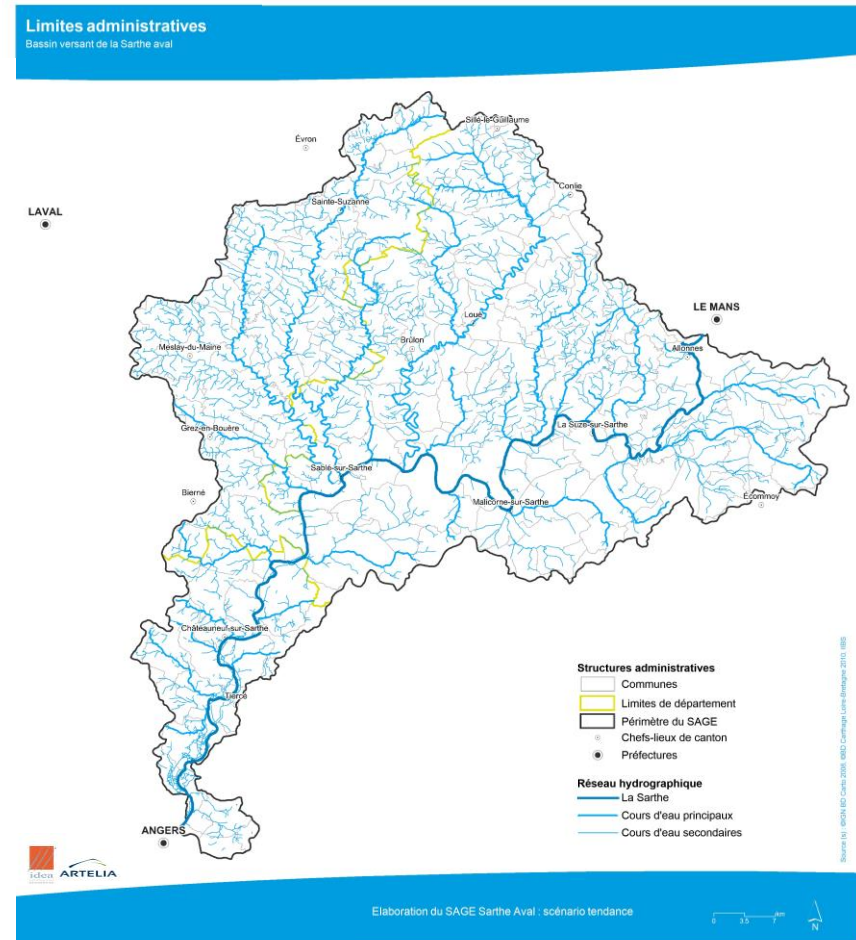 Limites administratives
Bassin versant de la Sarthe aval
Sillé-le-Guillaume
Évron
Conlie
Sainte-Suzanne
LAVAL
LE MANS
Loué
Brûlon
Meslay-du-Maine
Allonnes
La Suze-sur-Sarthe
Grez-en-Bouère
Sablé-sur-Sarthe
Bierné
Malicorne-sur-Sarthe
Écommoy
Châteauneuf-sur-Sarthe
Tiercé
ANGERS
Structures administratives
Communes
Limites de département
Périmètre du SAGE
Chefs-lieux de canton
Préfectures
Réseau hydrographique
La Sarthe
Cours d'eau principaux
Cours d'eau secondaires
idea
ARTELIA
Elaboration du SAGE Sarthe Aval : scénario tendance
0 3.5 7 km
N